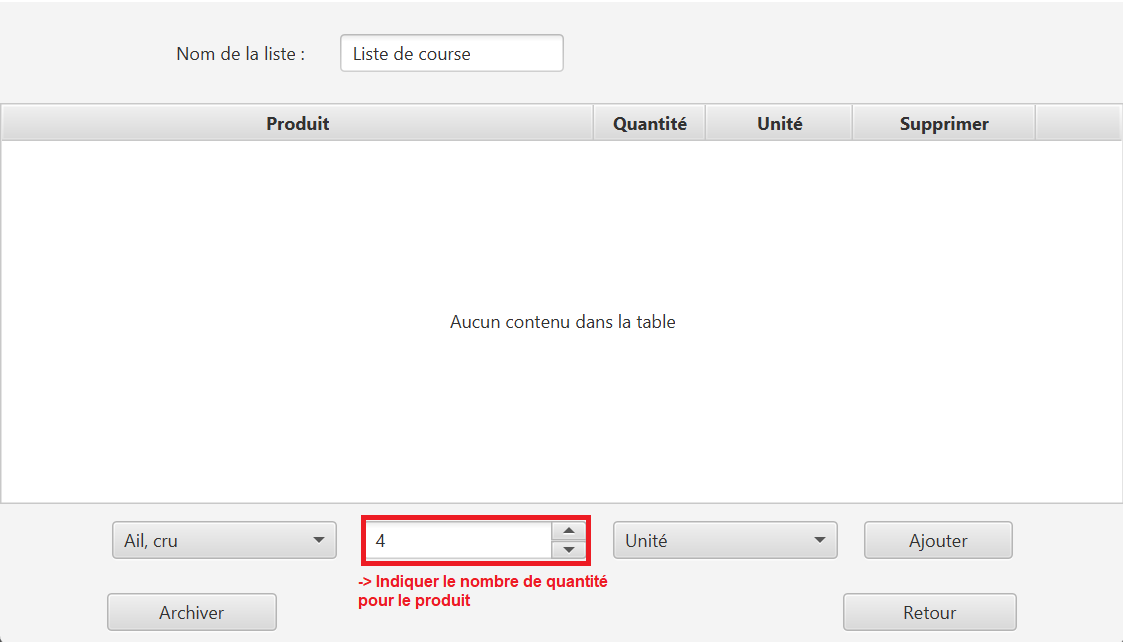 Nom de la liste : Liste de course
Produit Quantité Unité Supprimer
Aucun contenu dans la table
Ail, cru 4 Unité Ajouter
-> Indiquer le nombre de quantité
pour le produit
Archiver Retour